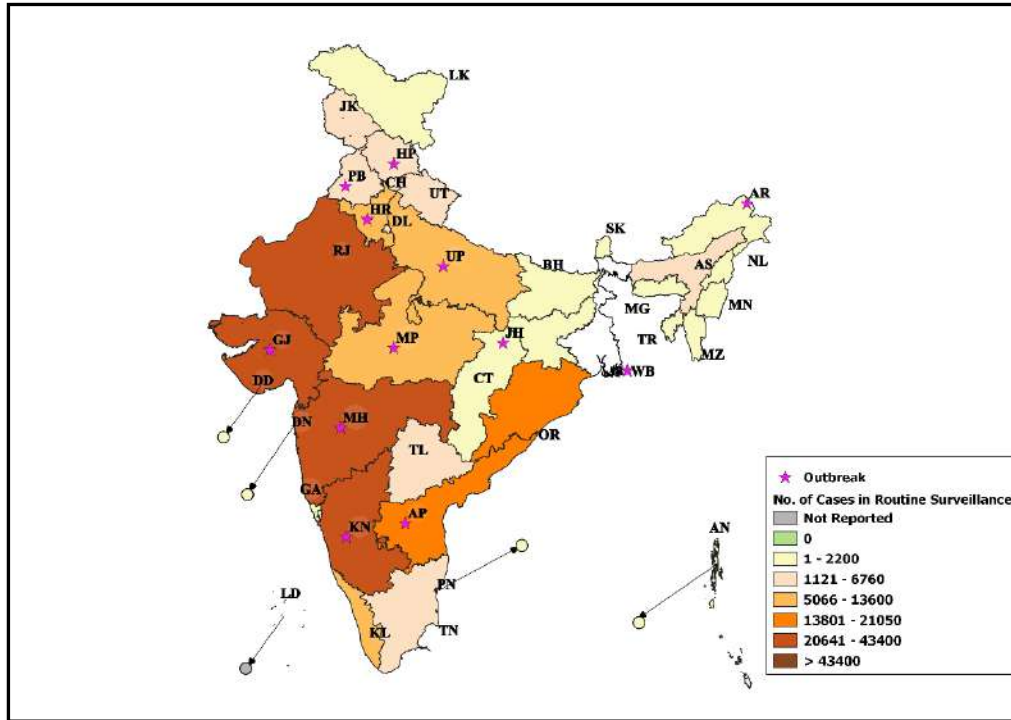 LK
JK
HP
PB
CH
UT
HR
DL
AR
SK
RJ
UP
BH
AS
NL
MG
MN
TR
MZ
GJ
MP
JH
WB
DD
CT
DN
MH
OR
TL
GA
KN
AP
AN
PN
LD
KL
TN
Outbreak
No. of Cases in Routine Surveillance
Not Reported
0
1 - 2200
1121 - 6760
5066 - 13600
13801 - 21050
20641 - 43400
> 43400